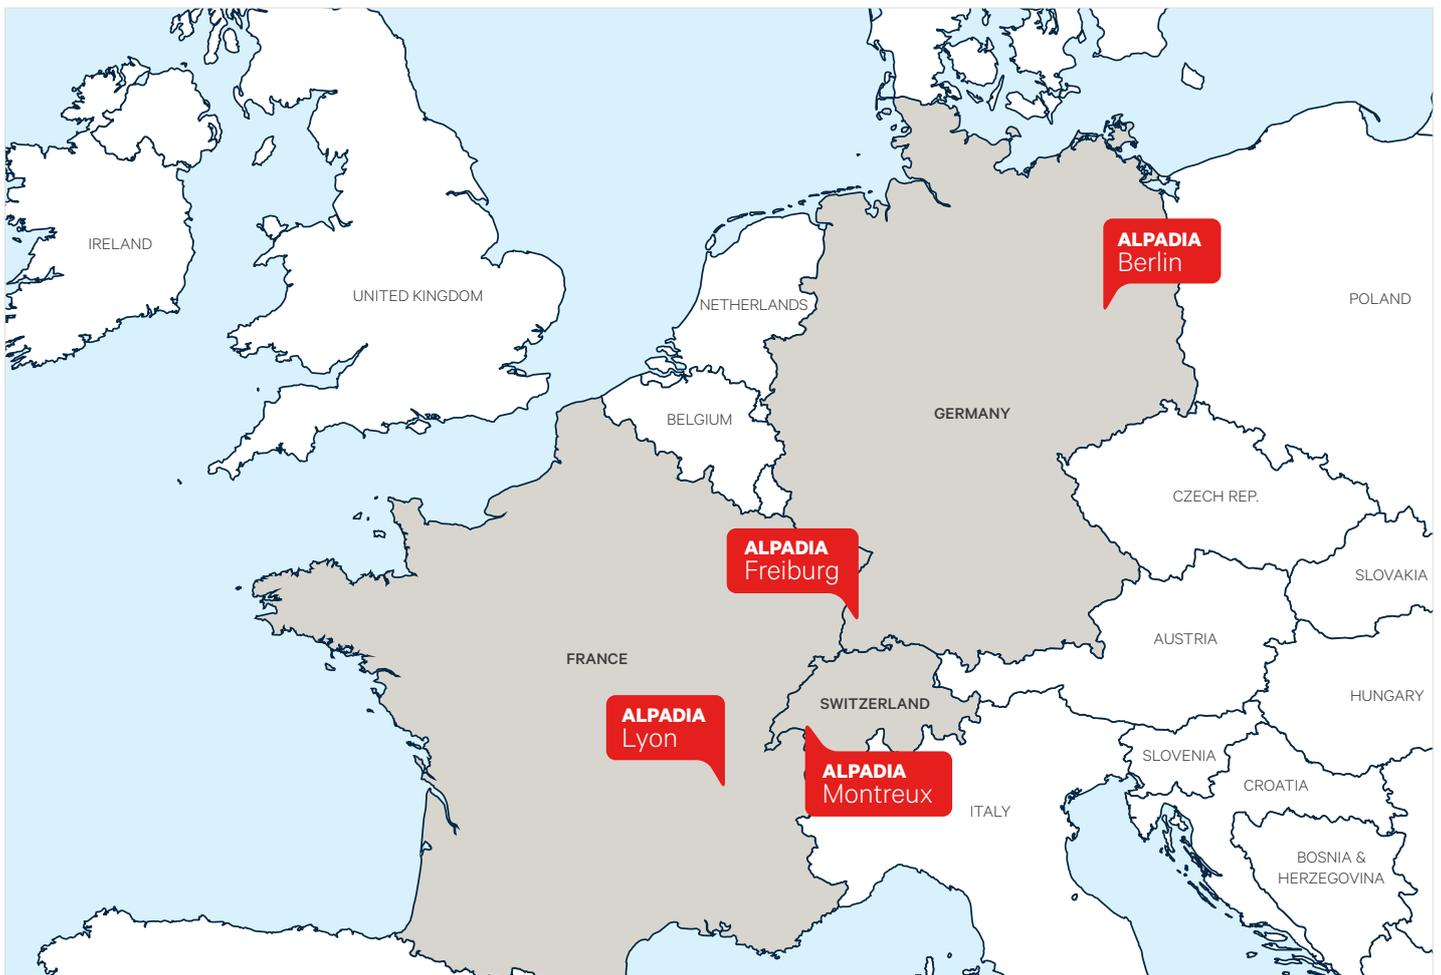 IRELAND
UNITED KINGDOM
ALPADIA
Berlin
NETHERLANDS
POLAND
BELGIUM
GERMANY
CZECH REP.
ALPADIA
Freiburg
SLOVAKIA
AUSTRIA
FRANCE
SWITZERLAND
HUNGARY
ALPADIA
Lyon
SLOVENIA
ALPADIA
Montreux
CROATIA
ITALY
BOSNIA &
HERZEGOVINA